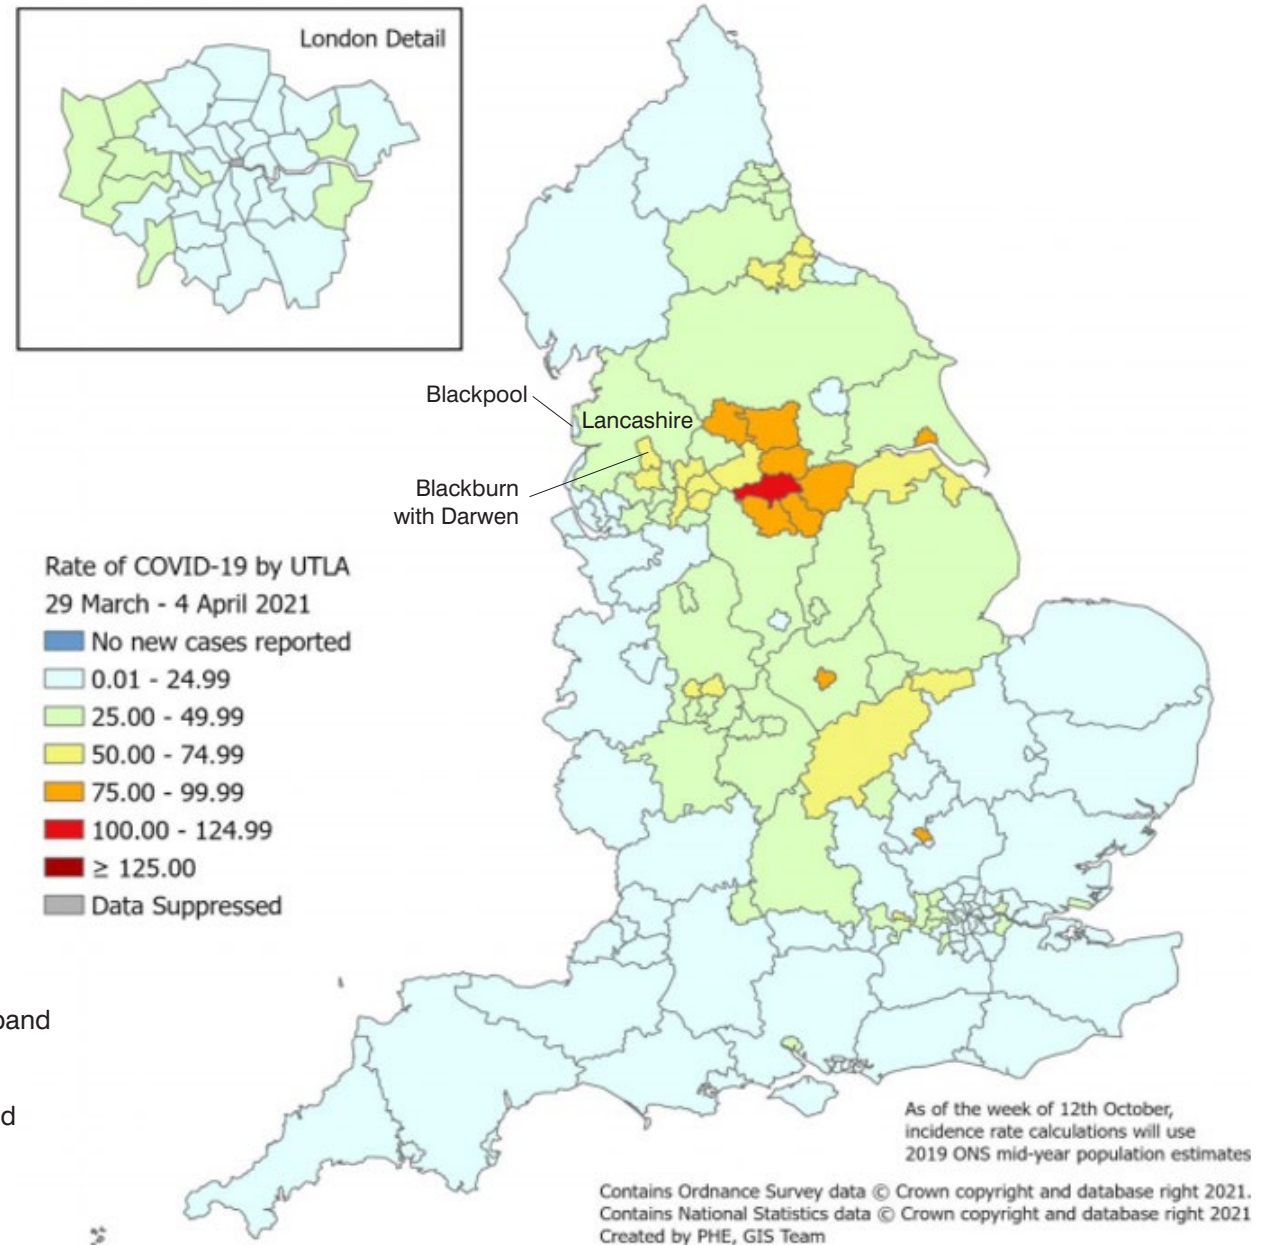 London Detail
Blackpool
Lancashire
Blackburn
with Darwen
Rate of COVID-19 by UTLA
29 March - 4 April 2021
No new cases reported
0.01 - 24.99
25.00 - 49.99
50.00 - 74.99
75.00 - 99.99
100.00 - 124.99
≥ 125.00
Data Suppressed
As of the week of 12th October,
incidence rate calculations will use
2019 ONS mid-year population estimates
Contains Ordnance Survey data © Crown copyright and database right 2021.
Contains National Statistics data © Crown copyright and database right 2021
Created by PHE, GIS Team